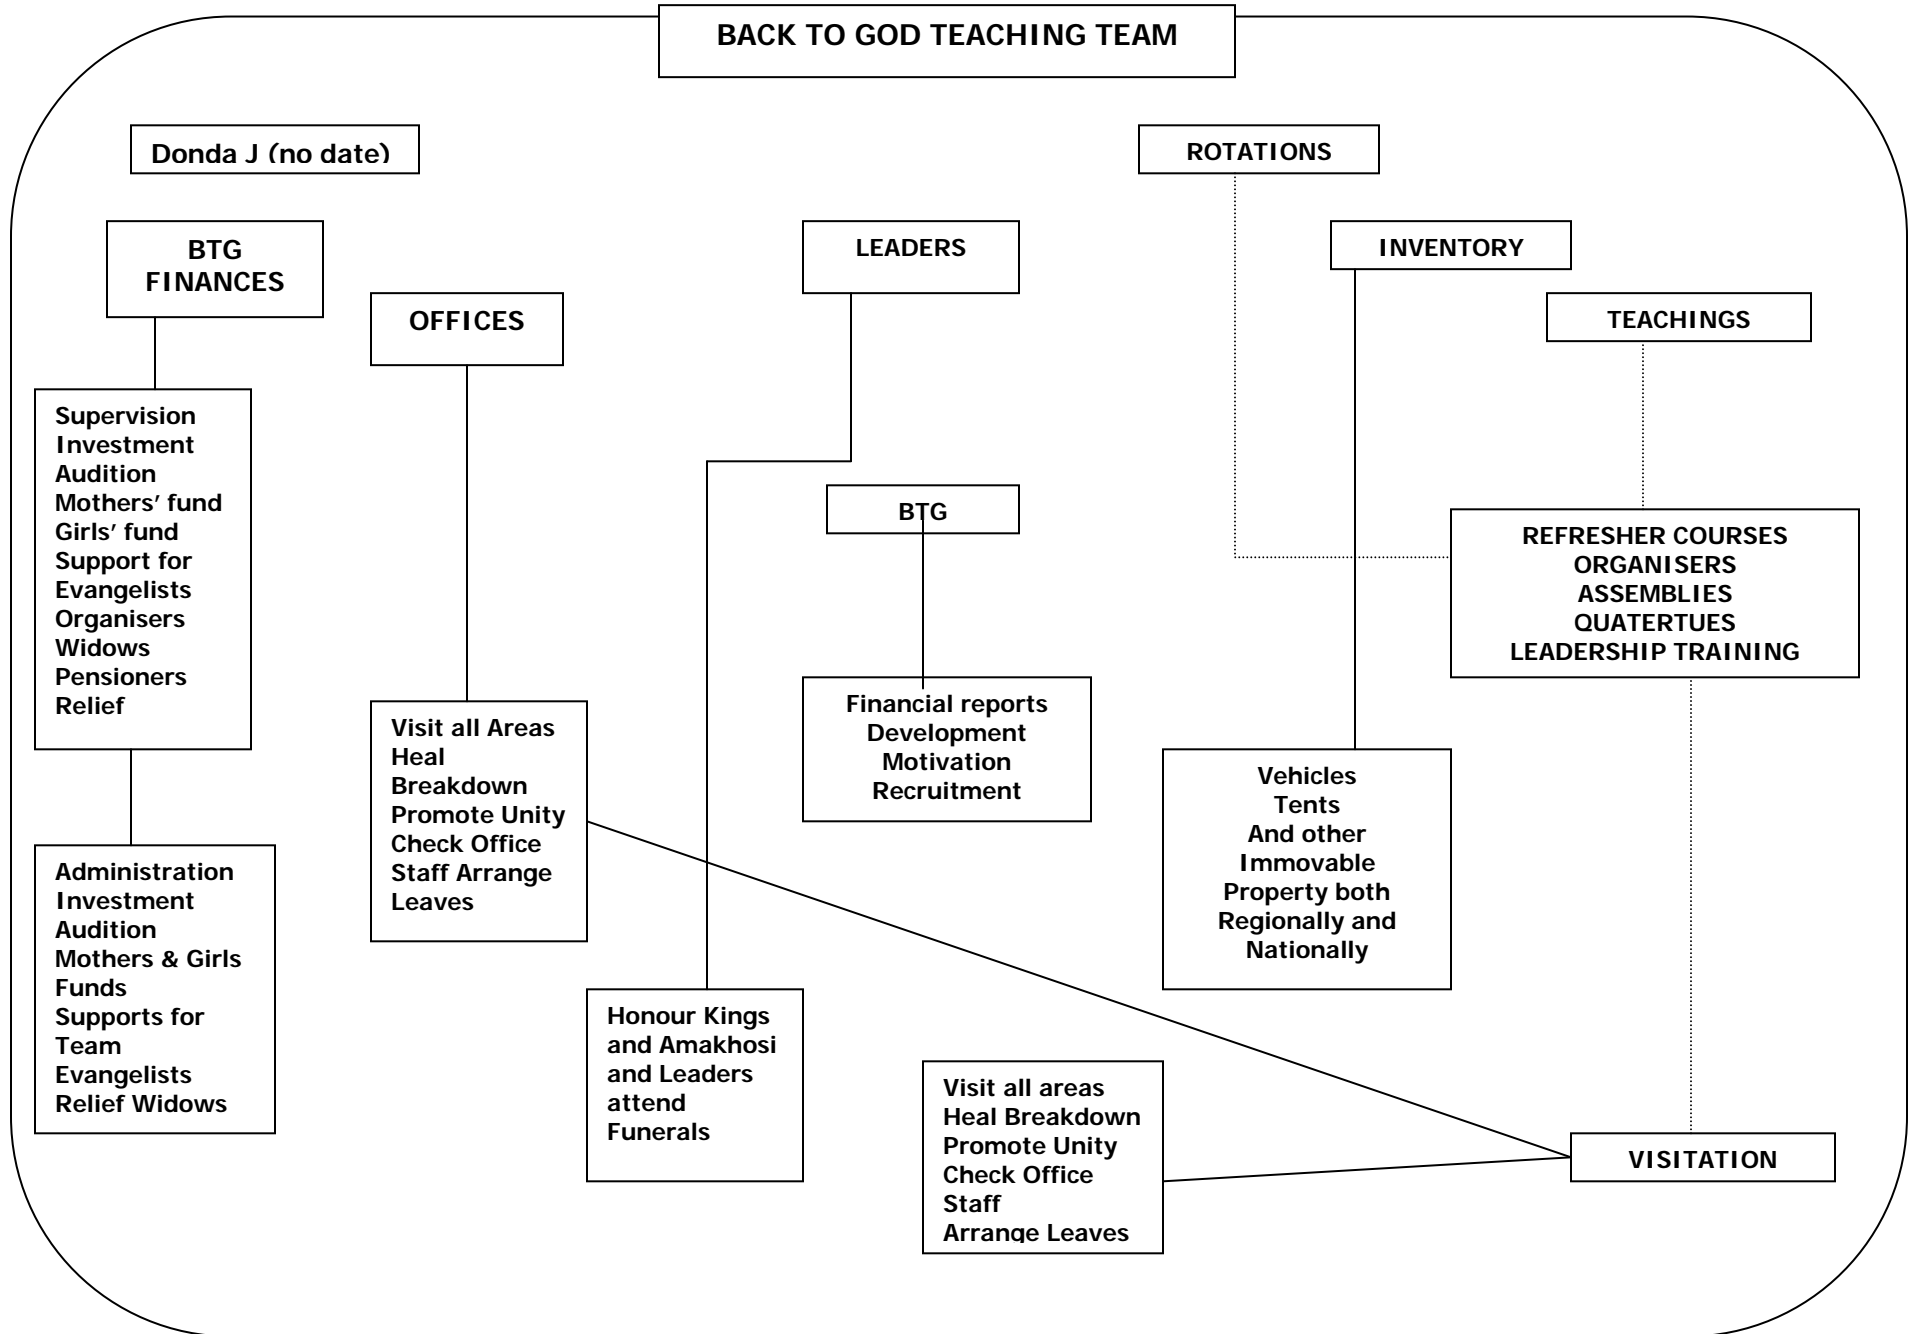 BACK TO GOD TEACHING TEAM
Donda J (no date)
ROTATIONS
BTG
FINANCES
LEADERS
INVENTORY
OFFICES
TEACHINGS
Supervision
Investment
Audition
Mothers’ fund
Girls’ fund
Support for
Evangelists
Organisers
Widows
Pensioners
Relief
BTG
REFRESHER COURSES
ORGANISERS
ASSEMBLIES
QUATERTUES
LEADERSHIP TRAINING
Visit all Areas
Heal
Breakdown
Promote Unity
Check Office
Staff Arrange
Leaves
Financial reports
Development
Motivation
Recruitment
Vehicles
Tents
And other
Immovable
Property both
Regionally and
Nationally
Administration
Investment
Audition
Mothers & Girls
Funds
Supports for
Team
Evangelists
Relief Widows
Honour Kings
and Amakhosi
and Leaders
attend
Funerals
Visit all areas
Heal Breakdown
Promote Unity
Check Office
Staff
Arrange Leaves
VISITATION